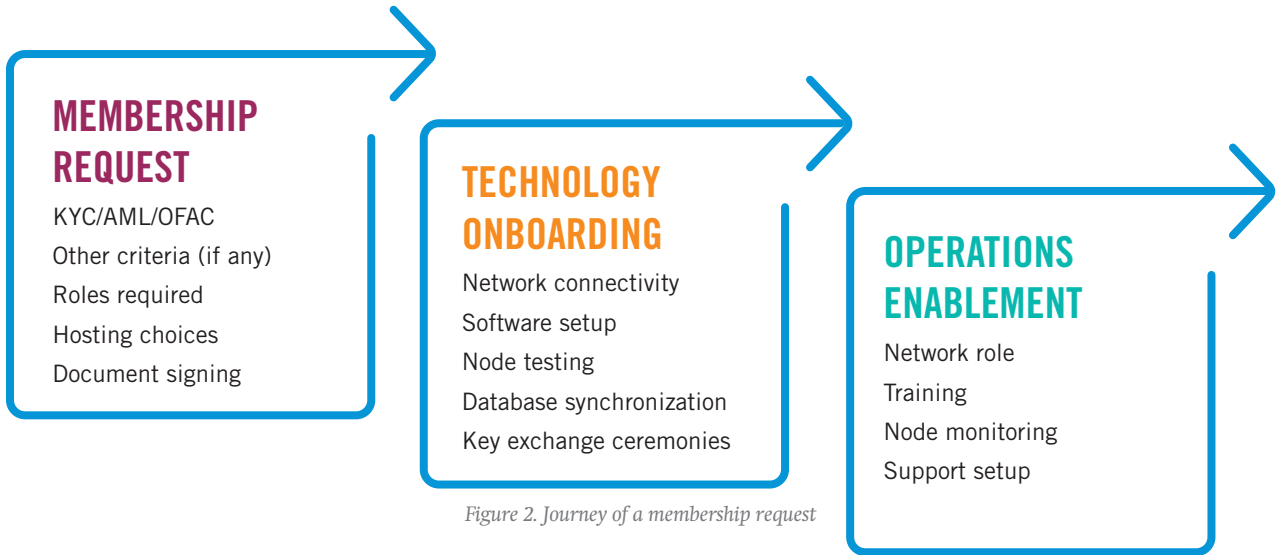 MEMBERSHIP
REQUEST
KYC/AML/OFAC
Other criteria (if any)
Roles required
Hosting choices
Document signing
TECHNOLOGY
ONBOARDING
Network connectivity
Software setup
Node testing
Database synchronization
Key exchange ceremonies
OPERATIONS
ENABLEMENT
Network role
Training
Node monitoring
Support setup
Figure 2. Journey of a membership request